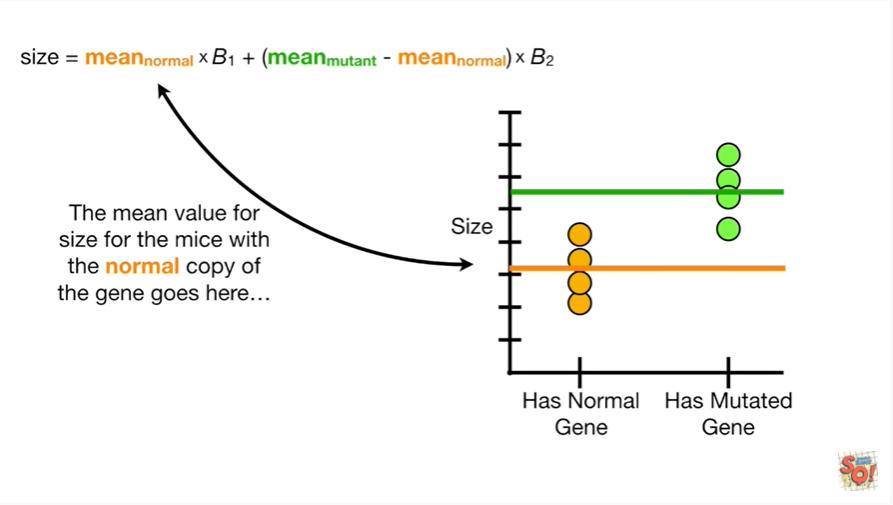 size = mean_normal x B₁ + (mean_mutant - mean_normal) x B₂
The mean value for
size for the mice with
the normal copy of
the gene goes here…
Size
Has Normal
Gene
Has Mutated
Gene
SQ!